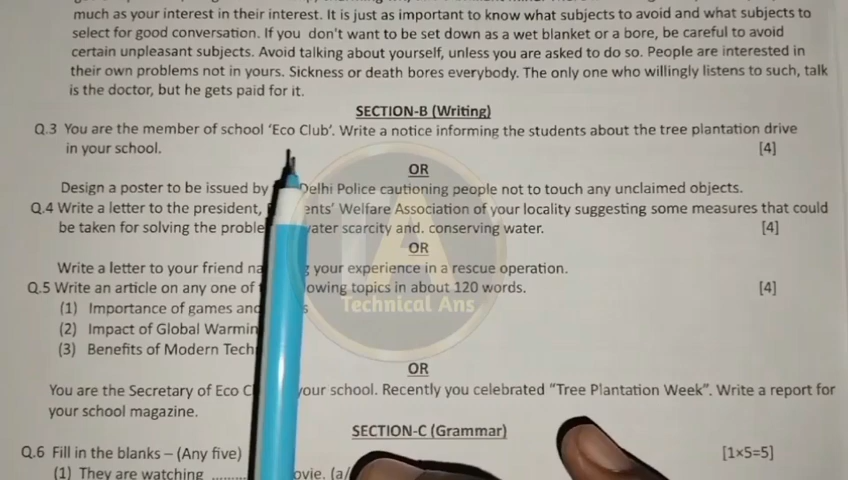 much as your interest in their interest. It is just as important to know what subjects to avoid and what subjects to
select for good conversation. If you don't want to be set down as a wet blanket or a bore, be careful to avoid
certain unpleasant subjects. Avoid talking about yourself, unless you are asked to do so. People are interested in
their own problems not in yours. Sickness or death bores everybody. The only one who willingly listens to such, talk
is the doctor, but he gets paid for it.
SECTION-B (Writing)
Q.3 You are the member of school 'Eco Club'. Write a notice informing the students about the tree plantation drive
in your school. [4]
OR
Design a poster to be issued by Delhi Police cautioning people not to touch any unclaimed objects.
Q.4 Write a letter to the president, Welfare Association of your locality suggesting some measures that could
be taken for solving the scarcity and. conserving water. [4]
OR
Write a letter to your friend your experience in a rescue operation.
Q.5 Write an article on any one of topics in about 120 words. [4]
(1) Importance of games and
Technical Ans
(2) Impact of Global
(3) Benefits of Modern
OR
You are the Secretary of Eco your school. Recently you celebrated "Tree Plantation Week". Write a report for
your school magazine.
SECTION-C (Grammar)
Q.6 Fill in the blanks – (Any five) [1×5=5]
(1) They are watching ........